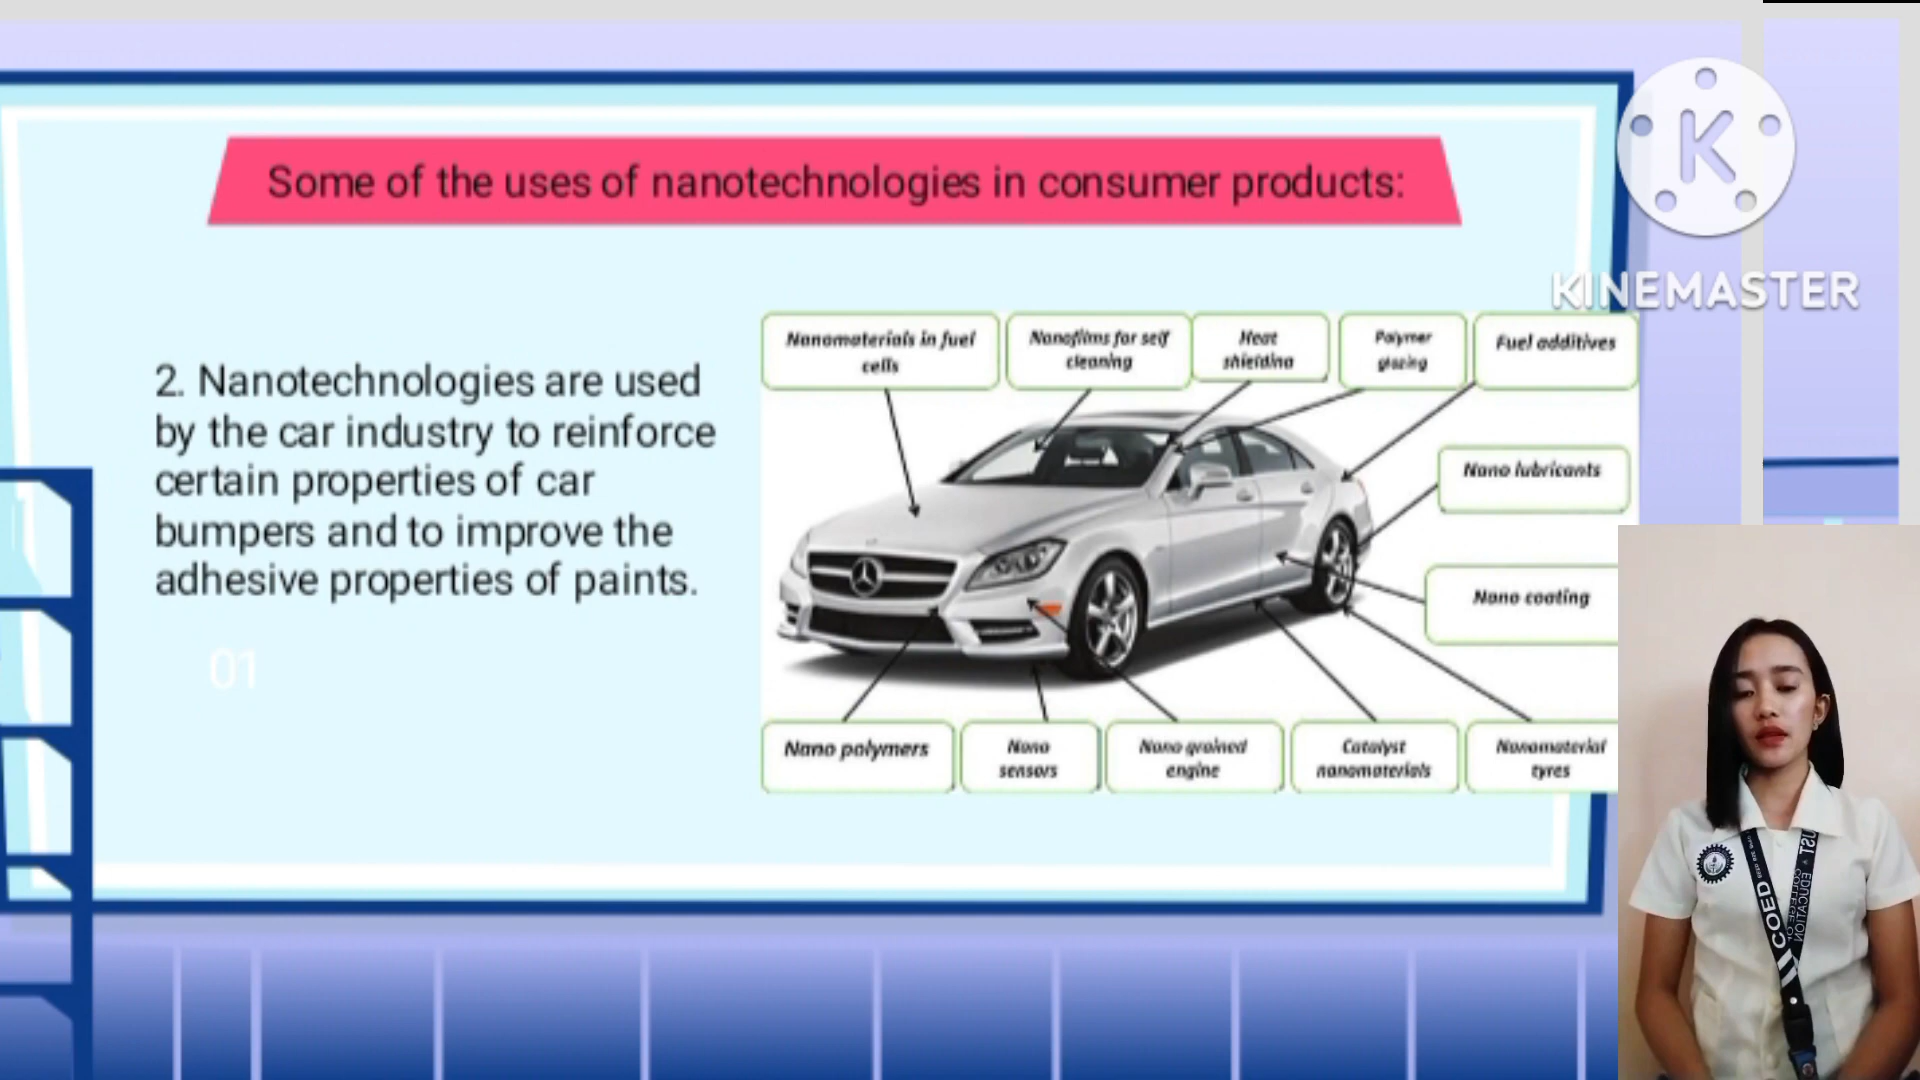 Some of the uses of nanotechnologies in consumer products:
K
KINEMASTER
2. Nanotechnologies are used
by the car industry to reinforce
certain properties of car
bumpers and to improve the
adhesive properties of paints.
01
Nanomaterials in fuel
cells
Nanofilms for self
cleaning
Heat
shielding
Polymer
glazing
Fuel additives
Nano lubricants
Nano coating
Nano polymers
Nano
sensors
Nano grained
engine
Catalyst
nanomaterials
Nanomaterial
tyres
COED
UST
EDUCATION
COLLEGE OF